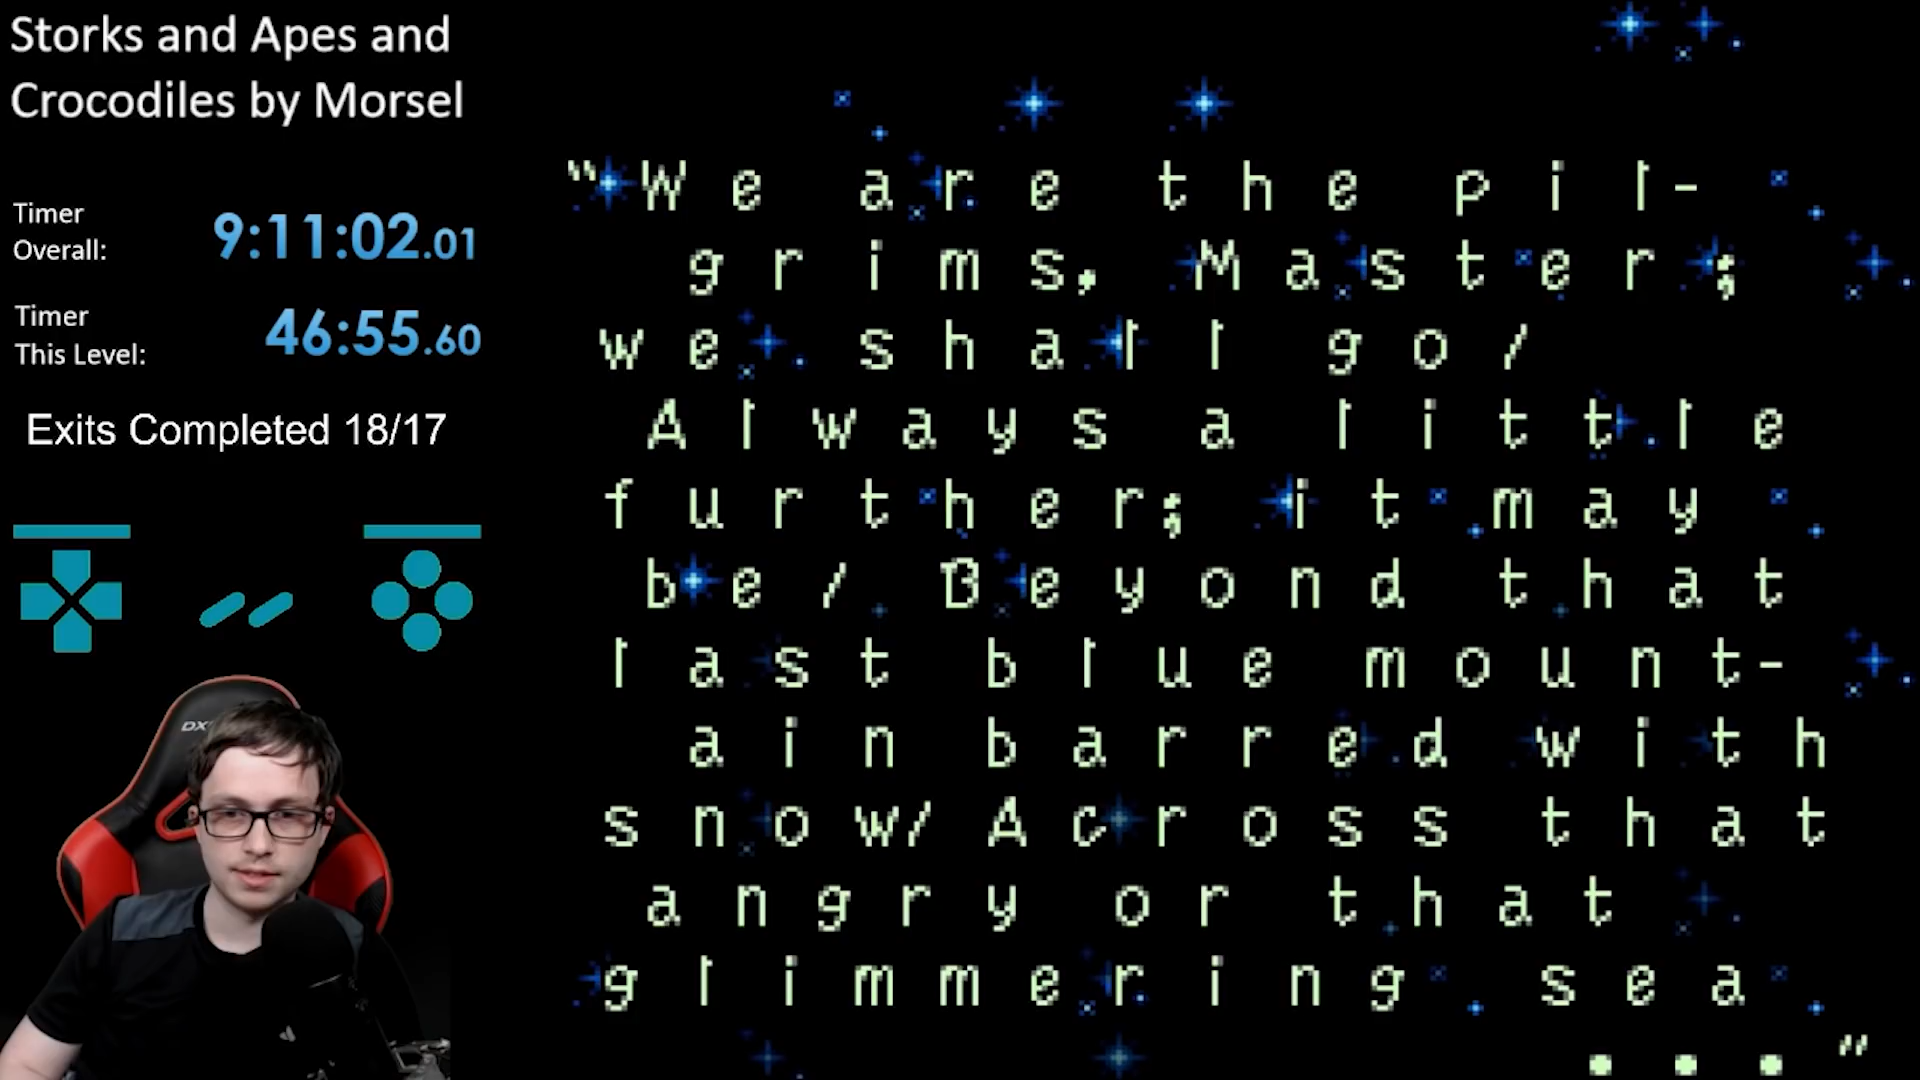 Storks and Apes and
Crocodiles by Morsel
Timer
Overall:
9:11:02.01
Timer
This Level:
46:55.60
Exits Completed 18/17
DX
"We are the pil-
grims, Master;
we shall go/
Always a little
further; it may
be/ Beyond that
last blue mount-
ain barred with
snow/ Across that
angry or that
glimmering sea
..."